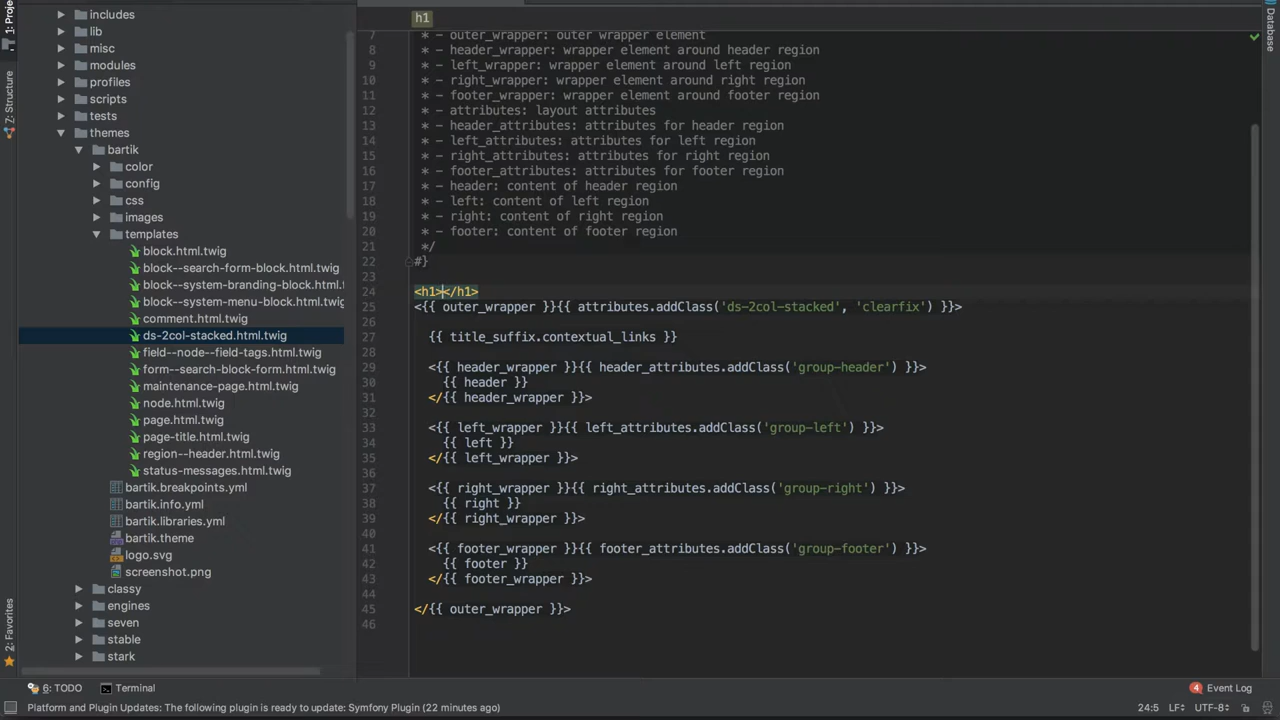 1: Proje
7: Structure
2: Favorites
includes
lib
misc
modules
profiles
scripts
tests
themes
bartik
color
config
css
images
templates
block.html.twig
block--search-form-block.html.twig
block--system-branding-block.html.
block--system-menu-block.html.twig
comment.html.twig
ds-2col-stacked.html.twig
field--node--field-tags.html.twig
form--search-block-form.html.twig
maintenance-page.html.twig
node.html.twig
page.html.twig
page-title.html.twig
region--header.html.twig
status-messages.html.twig
bartik.breakpoints.yml
bartik.info.yml
bartik.libraries.yml
bartik.theme
logo.svg
screenshot.png
classy
engines
seven
stable
stark
h1
7 * - outer_wrapper: outer wrapper element
8 * - header_wrapper: wrapper element around header region
9 * - left_wrapper: wrapper element around left region
10 * - right_wrapper: wrapper element around right region
11 * - footer_wrapper: wrapper element around footer region
12 * - attributes: layout attributes
13 * - header_attributes: attributes for header region
14 * - left_attributes: attributes for left region
15 * - right_attributes: attributes for right region
16 * - footer_attributes: attributes for footer region
17 * - header: content of header region
18 * - left: content of left region
19 * - right: content of right region
20 * - footer: content of footer region
21 */
22 #}
23
24 <h1></h1>
25 <{{ outer_wrapper }}{{ attributes.addClass('ds-2col-stacked', 'clearfix') }}>
26
27 {{ title_suffix.contextual_links }}
28
29 <{{ header_wrapper }}{{ header_attributes.addClass('group-header') }}>
30 {{ header }}
31 </{{ header_wrapper }}>
32
33 <{{ left_wrapper }}{{ left_attributes.addClass('group-left') }}>
34 {{ left }}
35 </{{ left_wrapper }}>
36
37 <{{ right_wrapper }}{{ right_attributes.addClass('group-right') }}>
38 {{ right }}
39 </{{ right_wrapper }}>
40
41 <{{ footer_wrapper }}{{ footer_attributes.addClass('group-footer') }}>
42 {{ footer }}
43 </{{ footer_wrapper }}>
44
45 </{{ outer_wrapper }}>
46
Database
6: TODO
Terminal
4 Event Log
Platform and Plugin Updates: The following plugin is ready to update: Symfony Plugin (22 minutes ago)
24:5 LF÷ UTF-8÷